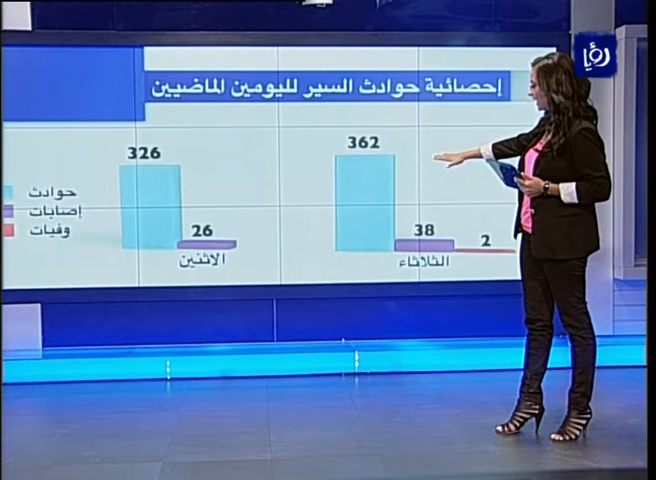 رؤيا
إحصائية حوادث السير لليومين الماضيين
362
326
حوادث
38
2
26
إصابات
وفيات
الثلاثاء
الاثنين